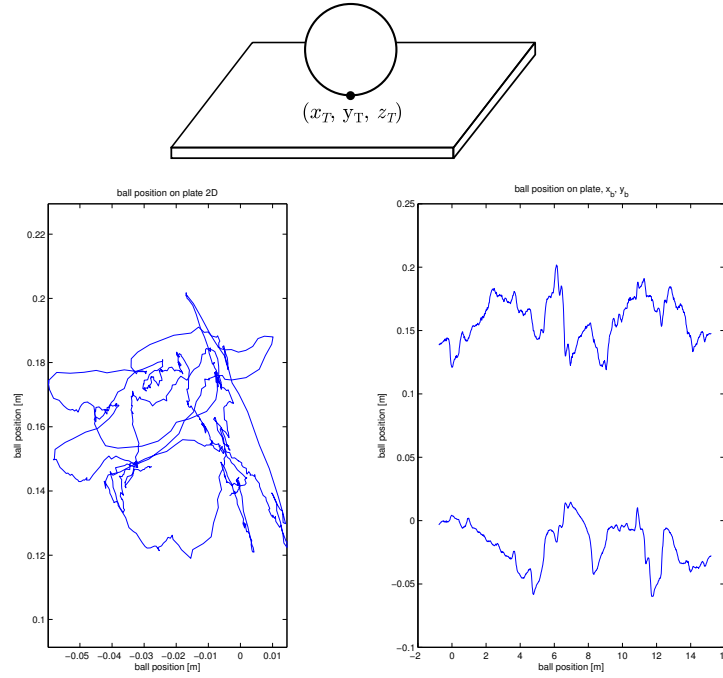 (x_T, y_T, z_T)
ball position on plate 2D
0.22
0.2
0.18
0.16
0.14
0.12
0.1
ball position [m]
−0.05 −0.04 −0.03 −0.02 −0.01 0 0.01
ball position [m]
ball position on plate, x_b, y_b
0.25
0.2
0.15
0.1
0.05
0
−0.05
−0.1
ball position [m]
−2 0 2 4 6 8 10 12 14 16
ball position [m]